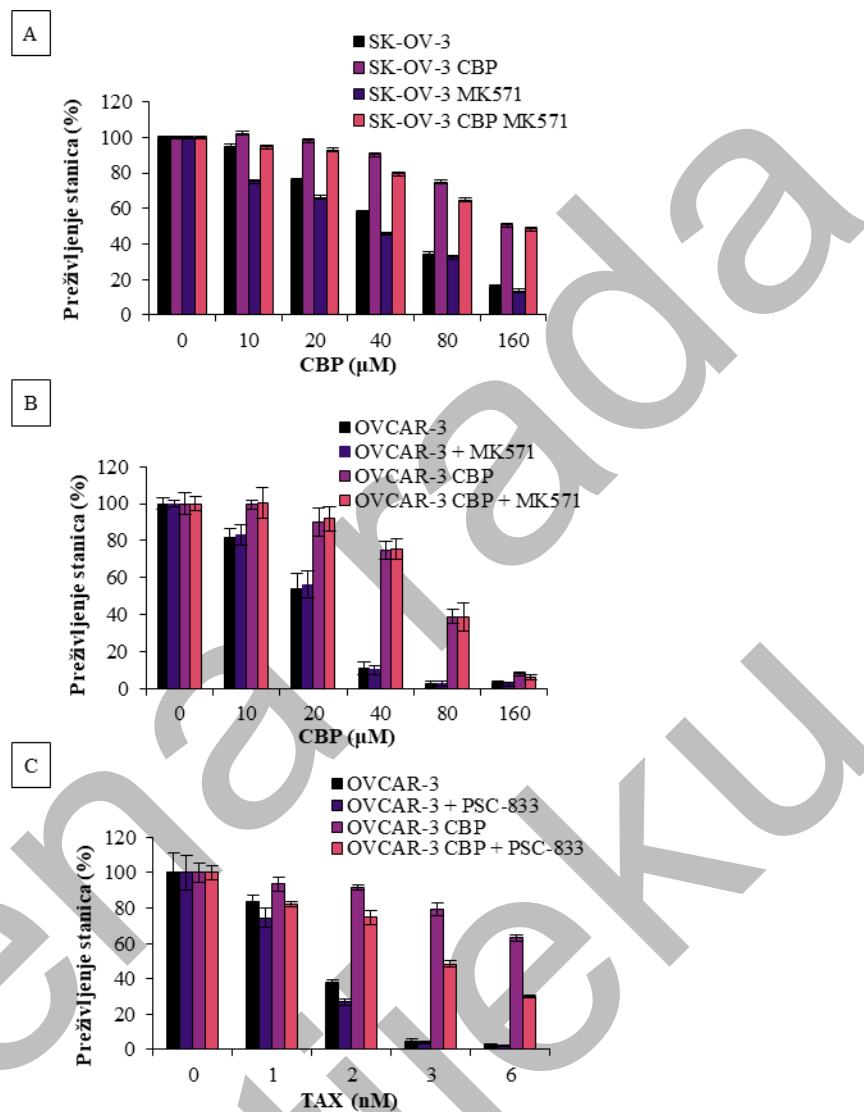 A
SK-OV-3
SK-OV-3 CBP
SK-OV-3 MK571
SK-OV-3 CBP MK571
Preživljenje stanica (%)
120
100
80
60
40
20
0
0 10 20 40 80 160
CBP (µM)
B
OVCAR-3
OVCAR-3 + MK571
OVCAR-3 CBP
OVCAR-3 CBP + MK571
Preživljenje stanica (%)
120
100
80
60
40
20
0
0 10 20 40 80 160
CBP (µM)
C
OVCAR-3
OVCAR-3 + PSC-833
OVCAR-3 CBP
OVCAR-3 CBP + PSC-833
Preživljenje stanica (%)
120
100
80
60
40
20
0
0 1 2 3 6
TAX (nM)
rada